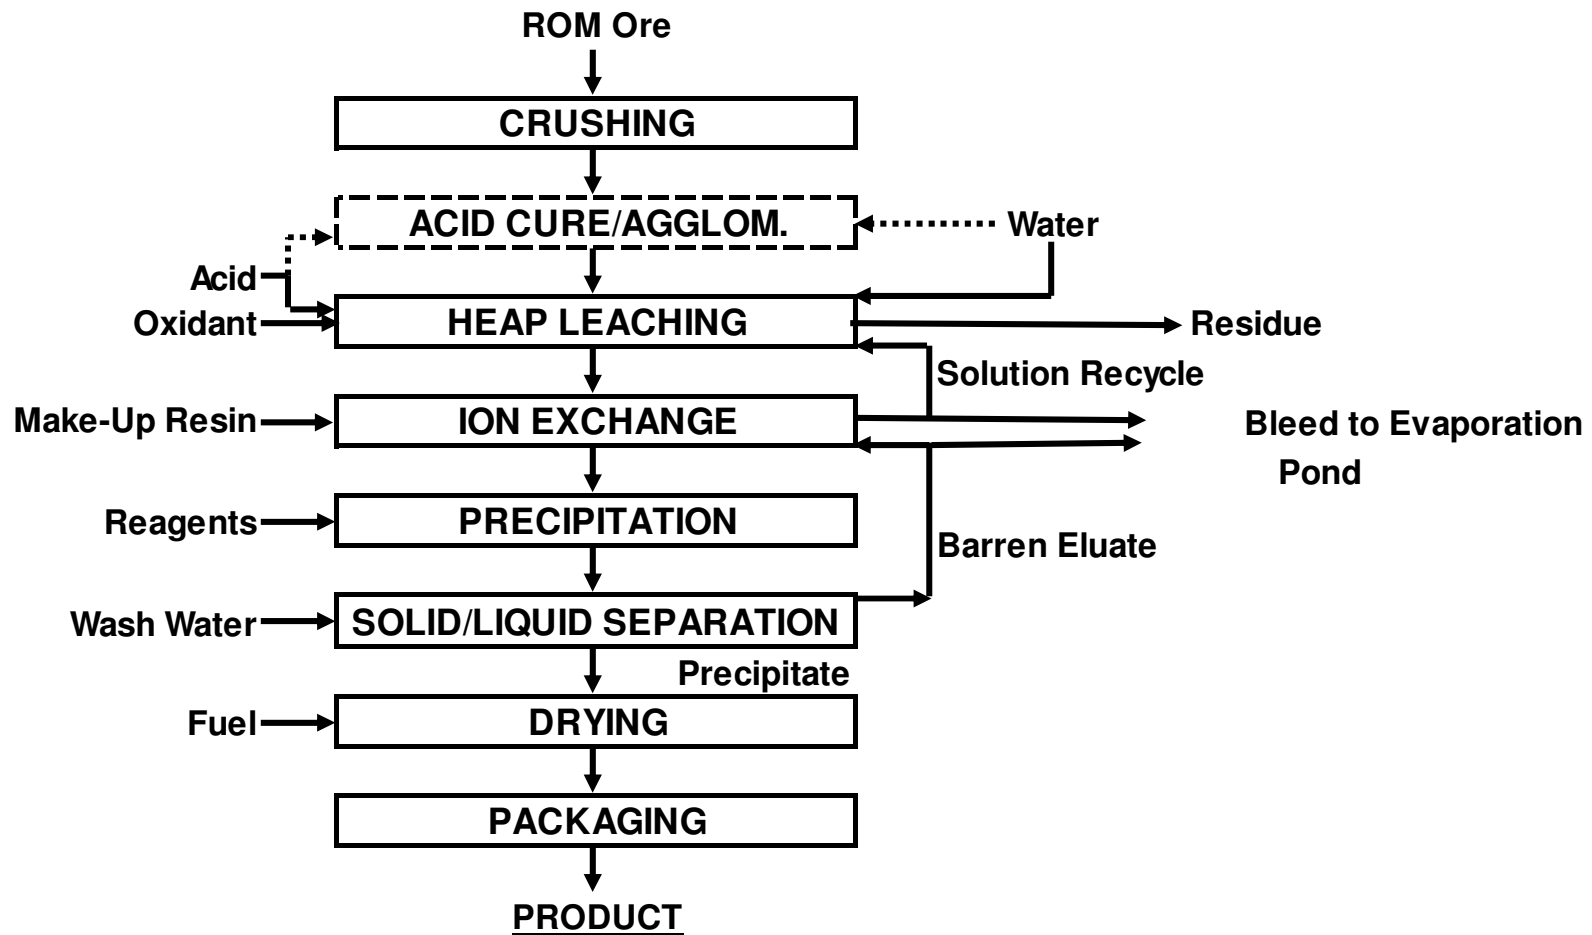 ROM Ore
CRUSHING
ACID CURE/AGGLOM.
Water
Acid
Oxidant
HEAP LEACHING
Residue
Solution Recycle
Make-Up Resin
ION EXCHANGE
Bleed to Evaporation
Pond
Reagents
PRECIPITATION
Barren Eluate
Wash Water
SOLID/LIQUID SEPARATION
Precipitate
Fuel
DRYING
PACKAGING
PRODUCT